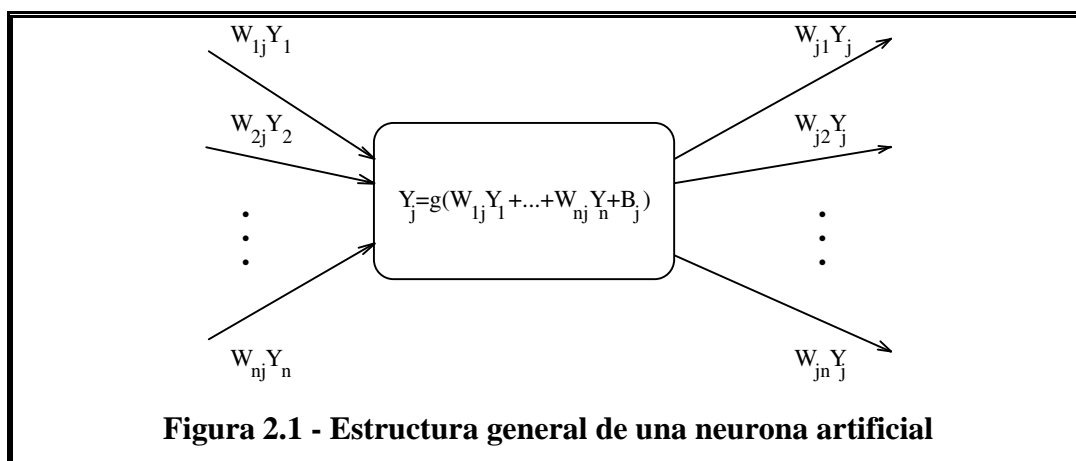 W1jY1
Wj1Yj
W2jY2
Wj2Yj
Yj=g(W1jY1+...+WnjYn+Bj)
WnjYn
WjnYj
Figura 2.1 - Estructura general de una neurona artificial